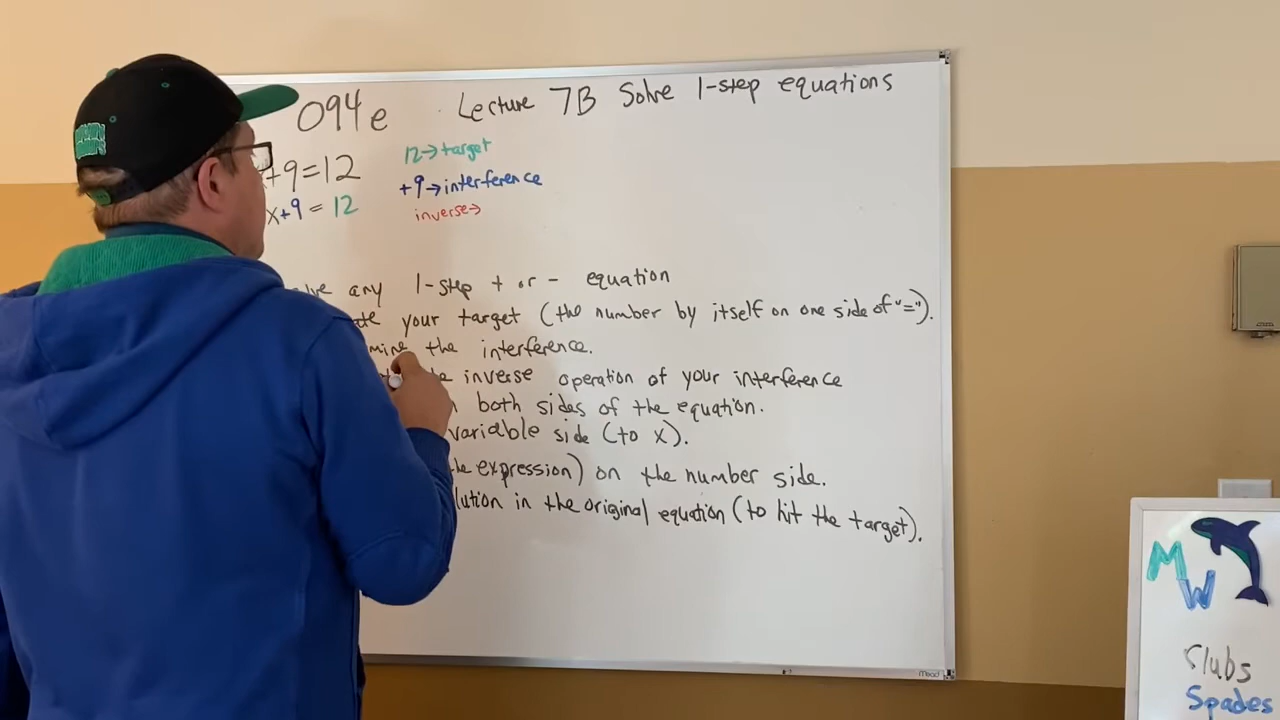 094e
Lecture 7B Solve 1-step equations
+9=12
12→target
x+9 = 12
+9→interference
inverse→
any 1-step + or - equation
your target (the number by itself on one side of "=").
the interference.
inverse operation of your interference
both sides of the equation.
variable side (to x).
expression) on the number side.
in the original equation (to hit the target).
Mead
M
W
Clubs
Spades